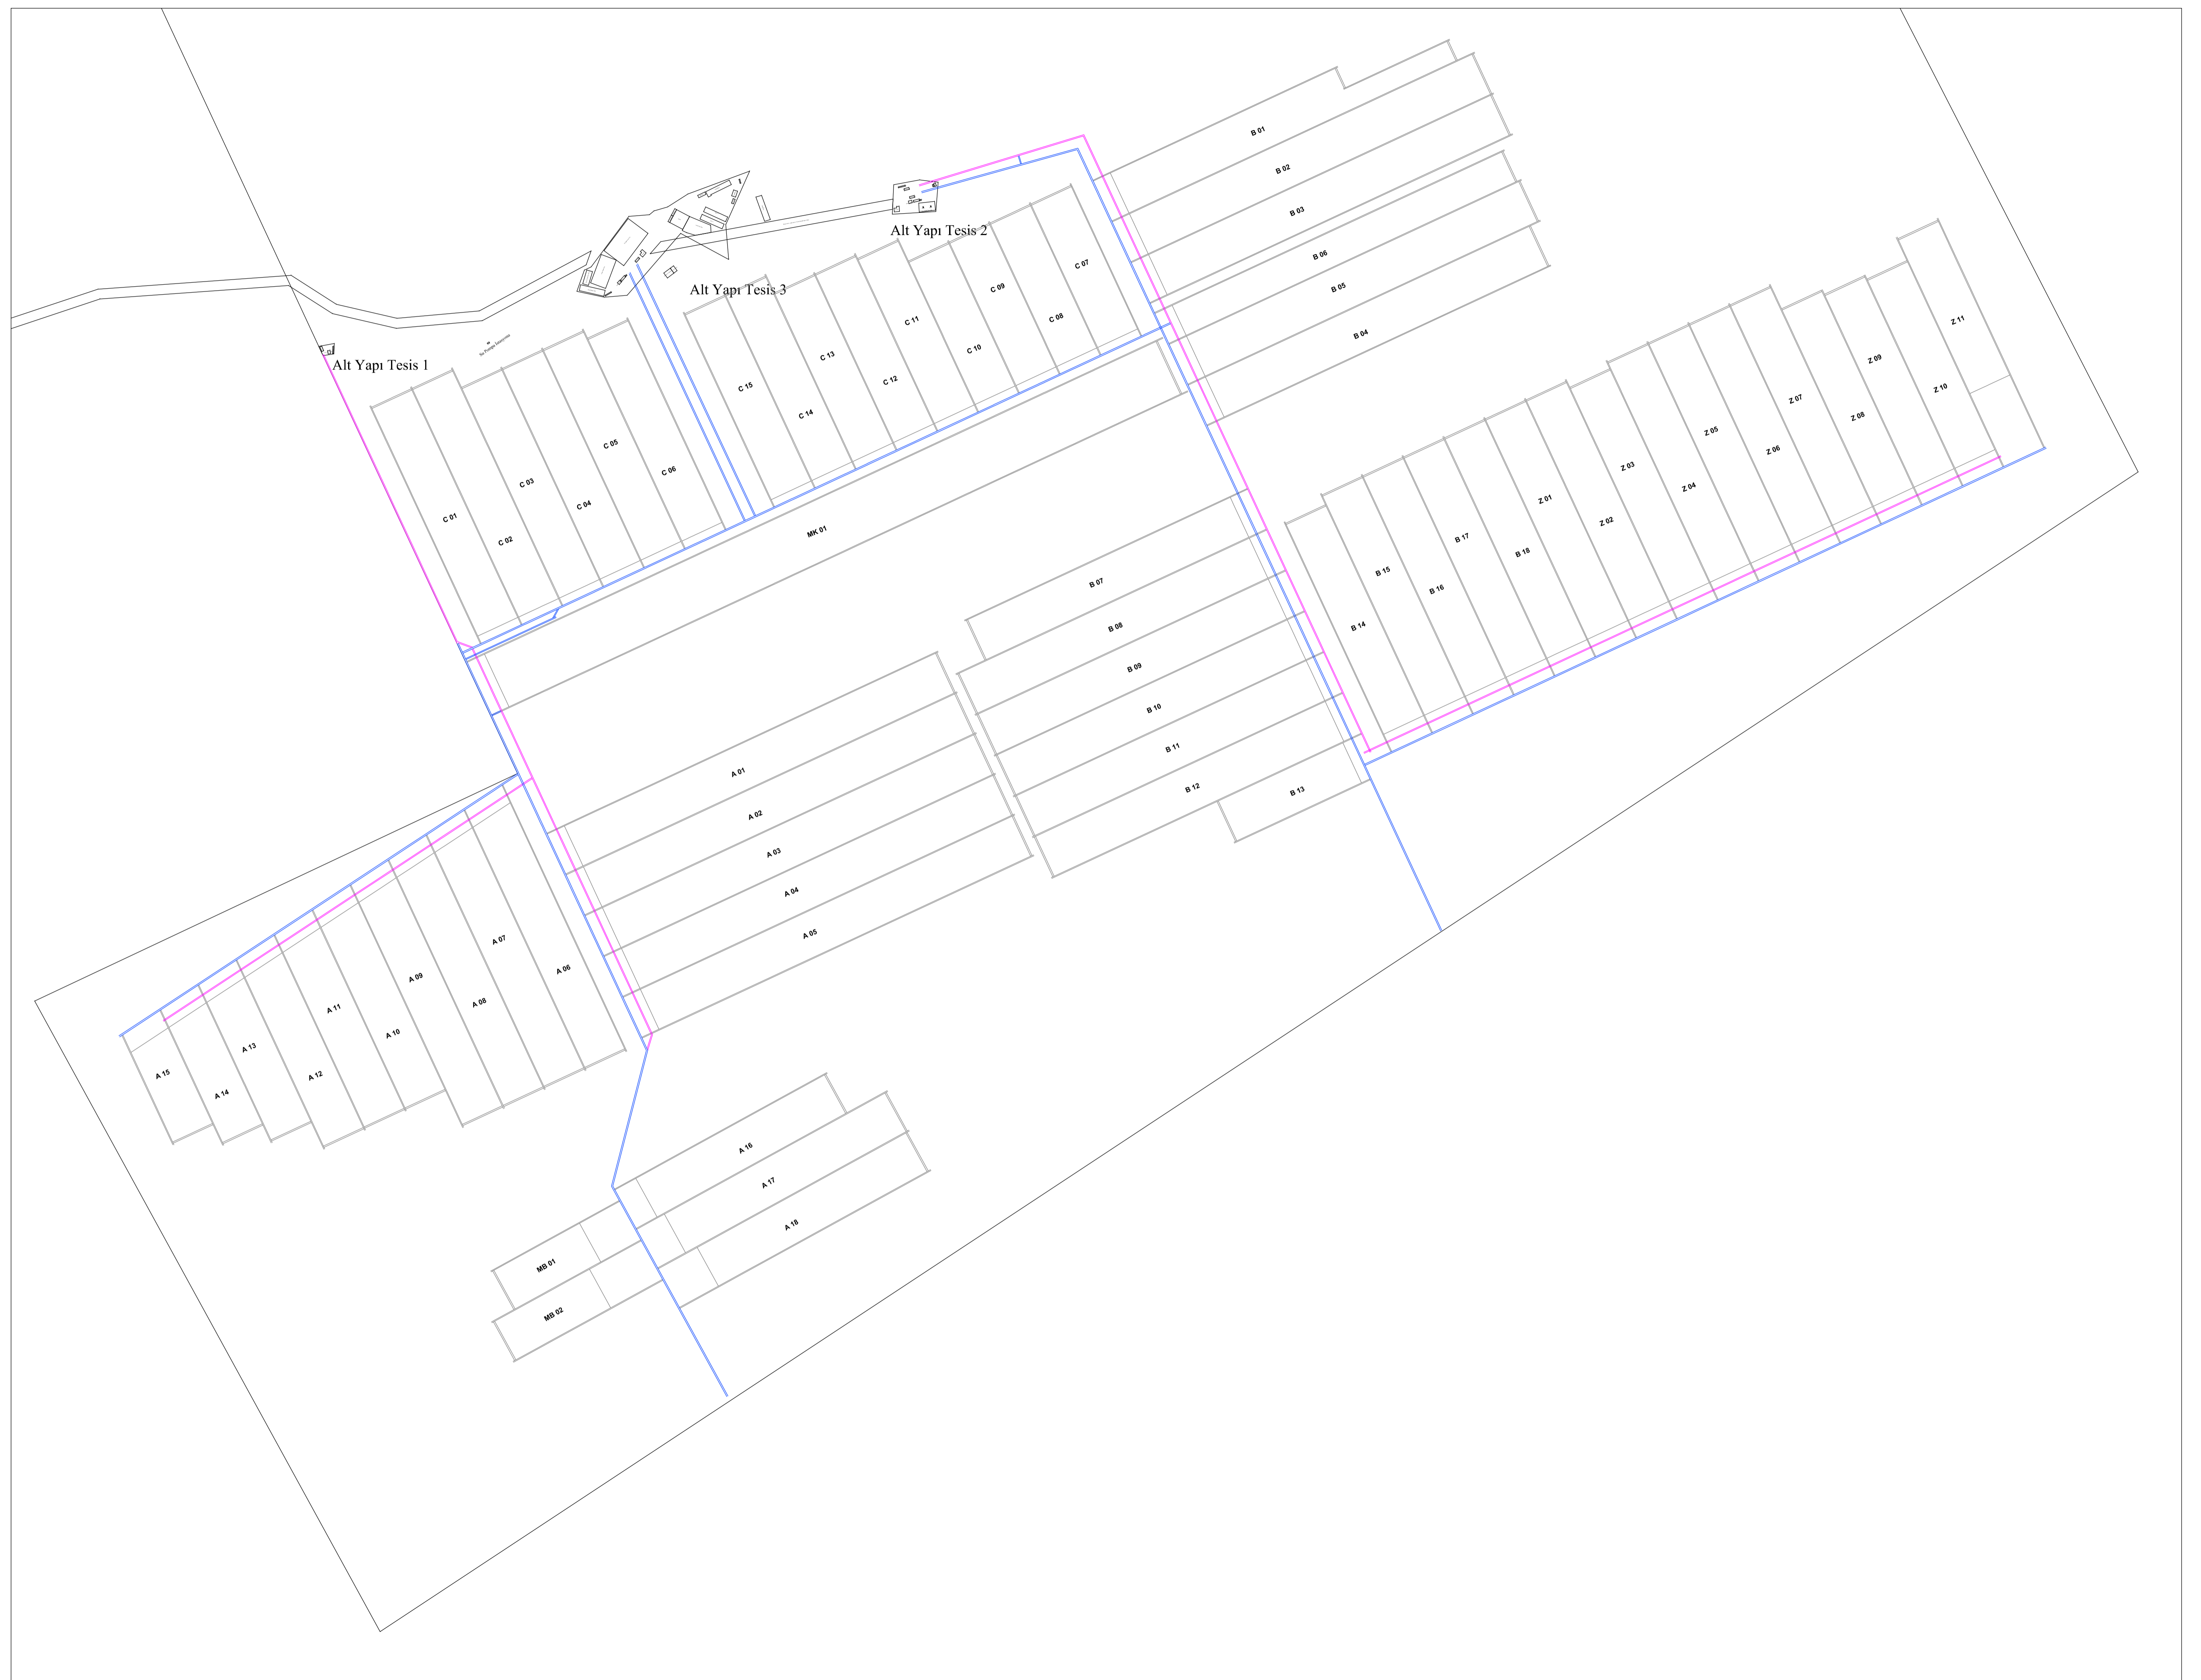 B 01
B 02
B 03
B 06
B 05
B 04
Alt Yapı Tesis 2
Alt Yapı Tesis 3
Alt Yapı Tesis 1
C 07
C 08
C 09
C 10
C 11
C 12
C 13
C 14
C 15
C 06
C 05
C 04
C 03
C 02
C 01
MK 01
Z 11
Z 10
Z 09
Z 08
Z 07
Z 06
Z 05
Z 04
Z 03
Z 02
Z 01
B 18
B 17
B 16
B 15
B 14
B 07
B 08
B 09
B 10
B 11
B 12
B 13
A 01
A 02
A 03
A 04
A 05
A 06
A 07
A 08
A 09
A 10
A 11
A 12
A 13
A 14
A 15
A 16
A 17
A 18
MB 01
MB 02